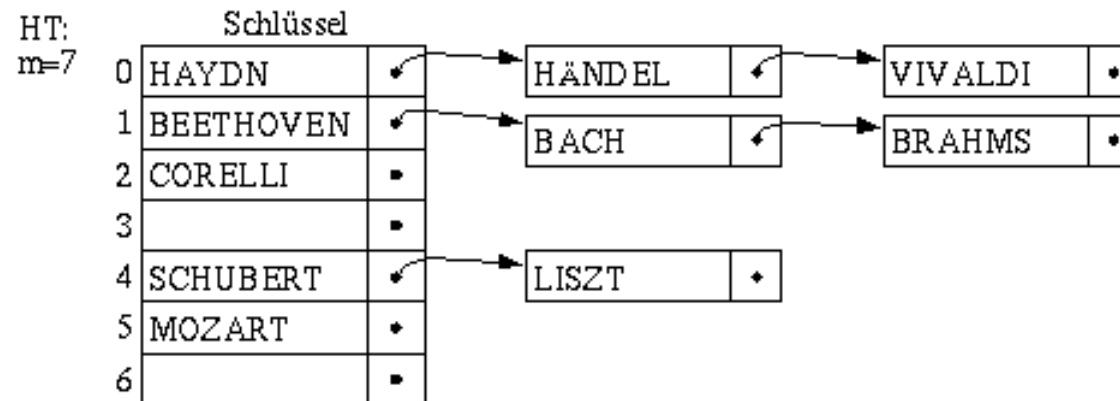 HT: Schlüssel
m=7
0 HAYDN HÄNDEL VIVALDI
1 BEETHOVEN BACH BRAHMS
2 CORELLI
3
4 SCHUBERT LISZT
5 MOZART
6